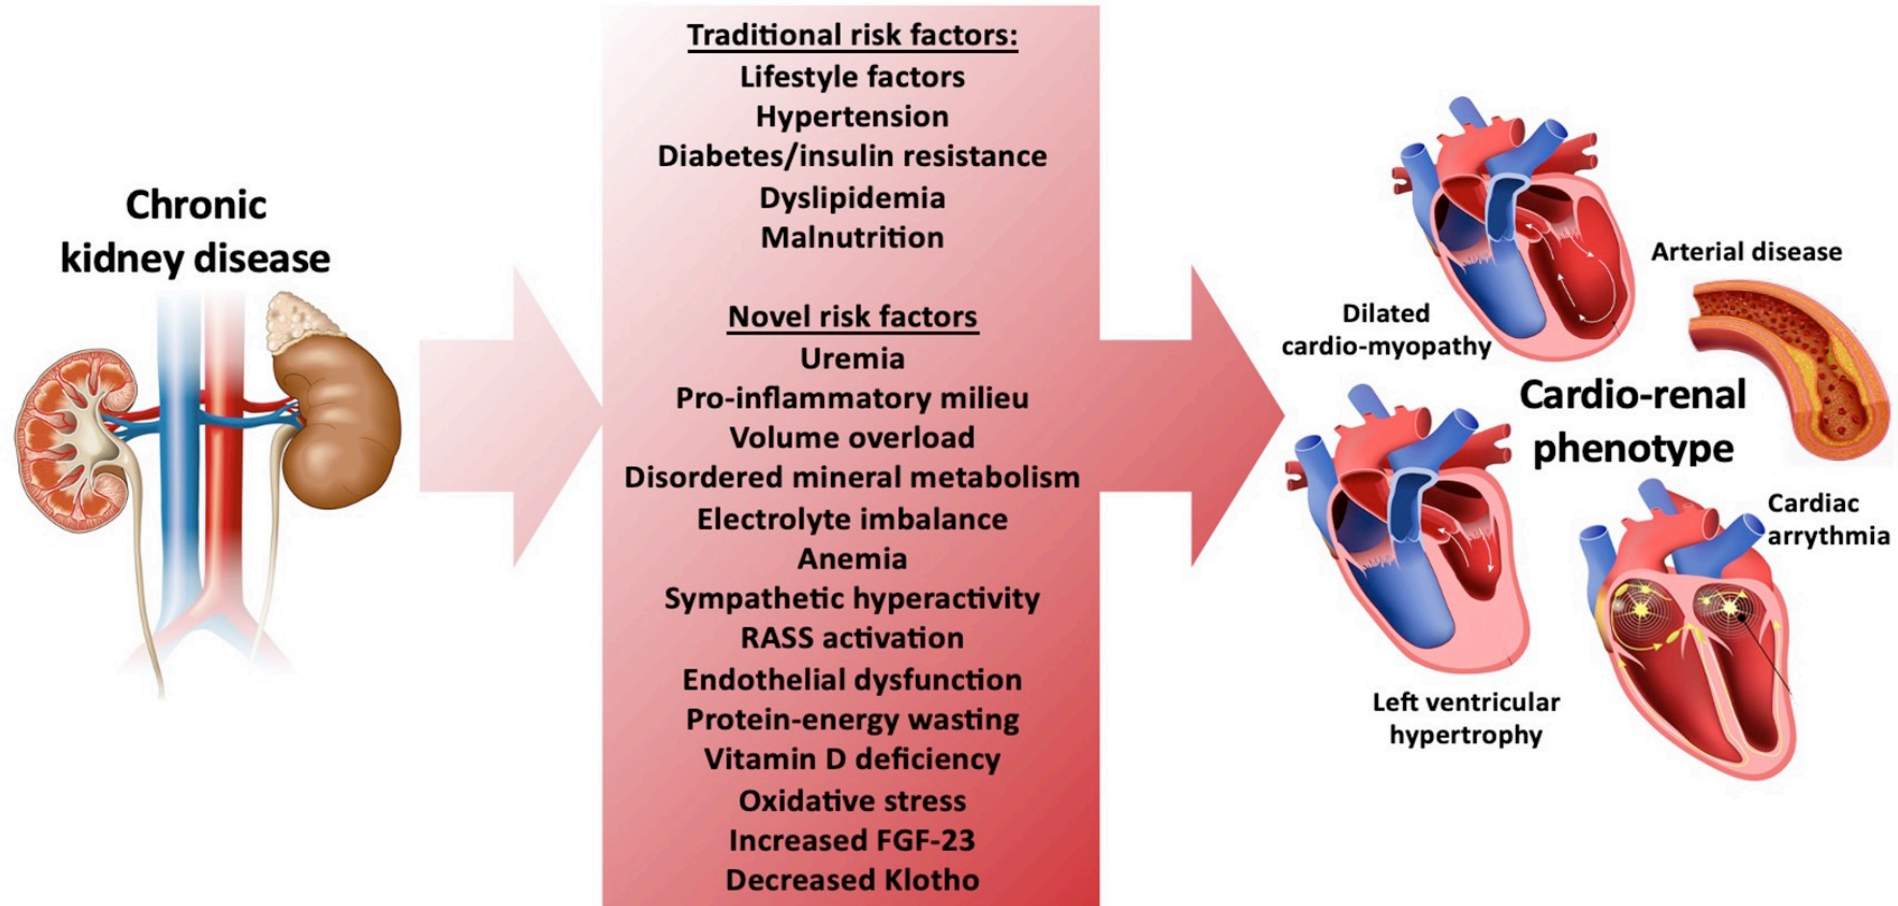 Chronic
kidney disease
Traditional risk factors:
Lifestyle factors
Hypertension
Diabetes/insulin resistance
Dyslipidemia
Malnutrition
Novel risk factors
Uremia
Pro-inflammatory milieu
Volume overload
Disordered mineral metabolism
Electrolyte imbalance
Anemia
Sympathetic hyperactivity
RASS activation
Endothelial dysfunction
Protein-energy wasting
Vitamin D deficiency
Oxidative stress
Increased FGF-23
Decreased Klotho
Dilated
cardio-myopathy
Arterial disease
Cardio-renal
phenotype
Cardiac
arrythmia
Left ventricular
hypertrophy